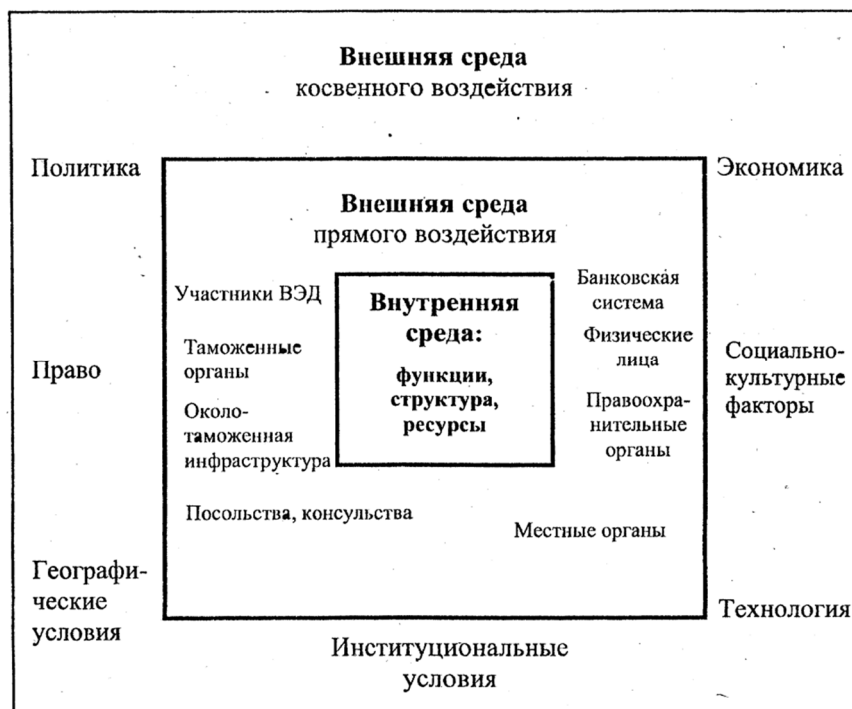 Внешняя среда
косвенного воздействия
Политика
Экономика
Внешняя среда
прямого воздействия
Участники ВЭД
Банковская
система
Внутренняя
среда:
функции,
структура,
ресурсы
Таможенные
органы
Физические
лица
Право
Социально-
культурные
факторы
Около-
таможенная
инфраструктура
Правоохра-
нительные
органы
Посольства, консульства
Местные органы
Географи-
ческие
условия
Технология
Институциональные
условия